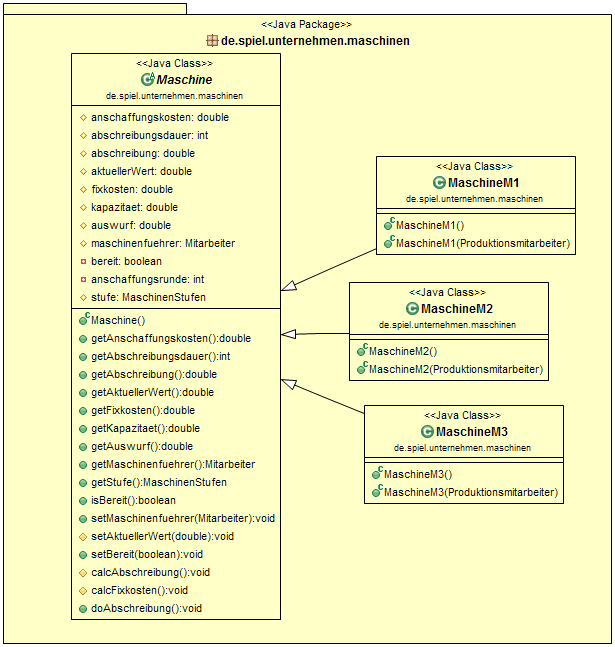 <<Java Package>>
de.spiel.unternehmen.maschinen
<<Java Class>>
Maschine
de.spiel.unternehmen.maschinen
anschaffungskosten: double
abschreibungsdauer: int
abschreibung: double
aktuellerWert: double
fixkosten: double
kapazitaet: double
auswurf: double
maschinenfuehrer: Mitarbeiter
bereit: boolean
anschaffungsrunde: int
stufe: MaschinenStufen
Maschine()
getAnschaffungskosten():double
getAbschreibungsdauer():int
getAbschreibung():double
getAktuellerWert():double
getFixkosten():double
getKapazitaet():double
getAuswurf():double
getMaschinenfuehrer():Mitarbeiter
getStufe():MaschinenStufen
isBereit():boolean
setMaschinenfuehrer(Mitarbeiter):void
setAktuellerWert(double):void
setBereit(boolean):void
calcAbschreibung():void
calcFixkosten():void
doAbschreibung():void
<<Java Class>>
MaschineM1
de.spiel.unternehmen.maschinen
MaschineM1()
MaschineM1(Produktionsmitarbeiter)
<<Java Class>>
MaschineM2
de.spiel.unternehmen.maschinen
MaschineM2()
MaschineM2(Produktionsmitarbeiter)
<<Java Class>>
MaschineM3
de.spiel.unternehmen.maschinen
MaschineM3()
MaschineM3(Produktionsmitarbeiter)